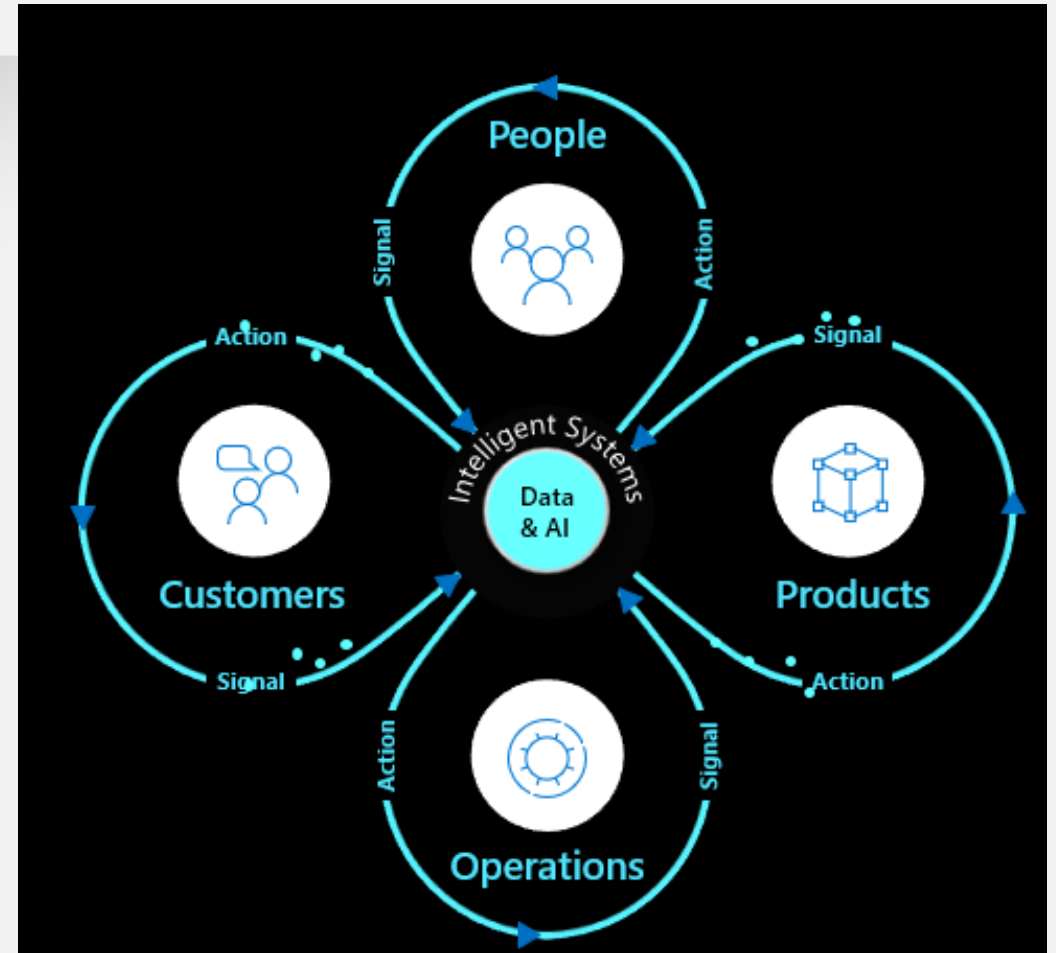 People
Signal
Action
Action
Signal
Intelligent Systems
Data
& AI
Customers
Products
Signal
Action
Action
Signal
Operations